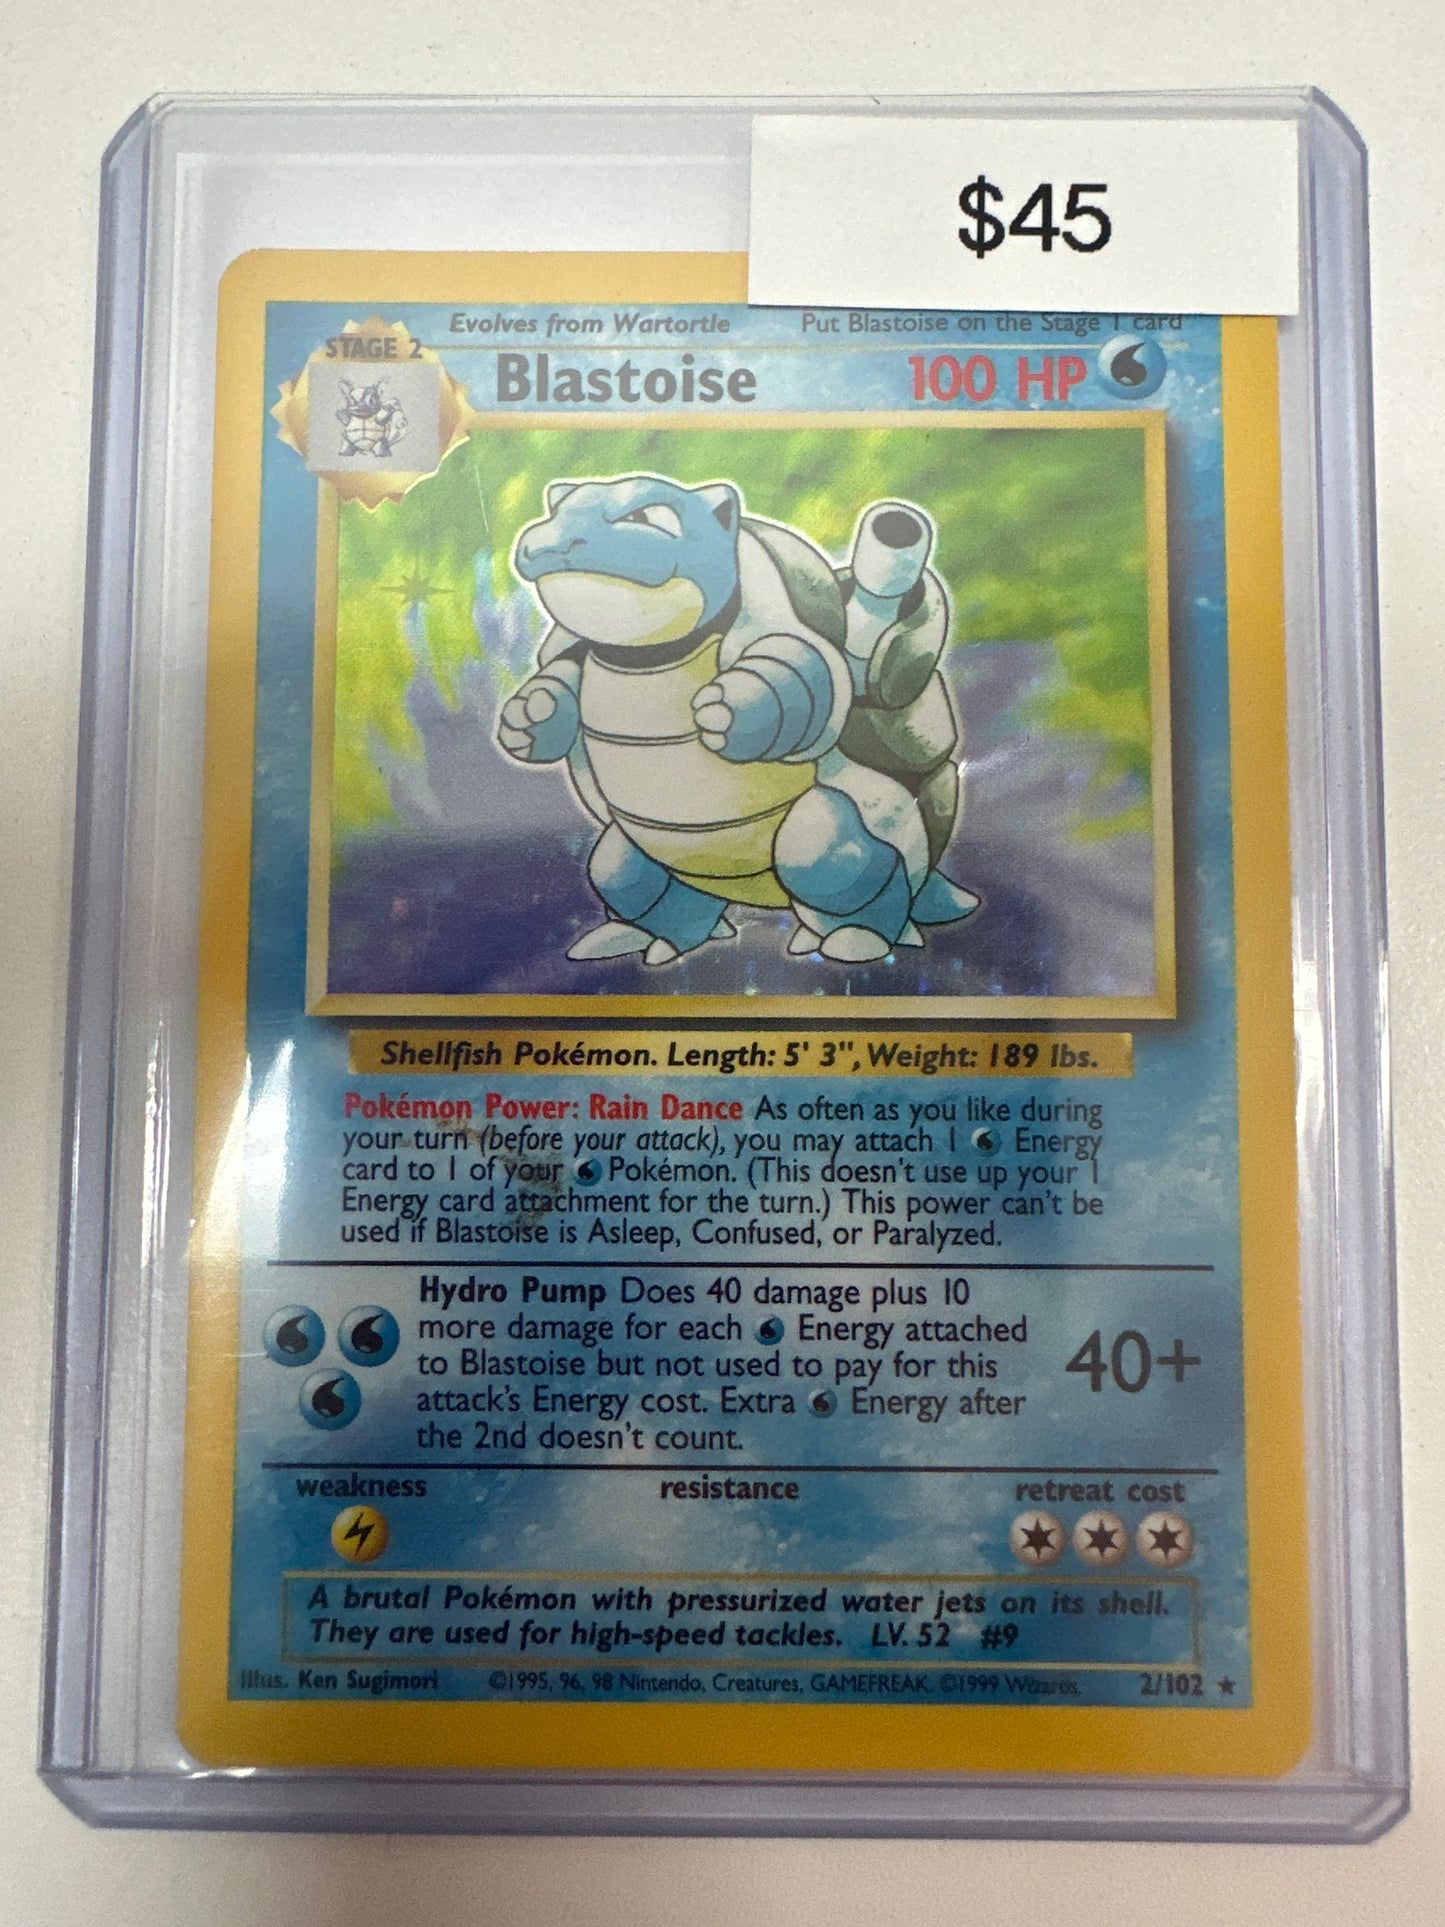 $45
Evolves from Wartortle Put Blastoise on the Stage 1 card
STAGE 2
Blastoise 100 HP
Shellfish Pokémon. Length: 5' 3", Weight: 189 lbs.
Pokémon Power: Rain Dance As often as you like during
your turn (before your attack), you may attach 1 Energy
card to 1 of your Pokémon. (This doesn't use up your 1
Energy card attachment for the turn.) This power can't be
used if Blastoise is Asleep, Confused, or Paralyzed.
Hydro Pump Does 40 damage plus 10
more damage for each Energy attached
to Blastoise but not used to pay for this
attack's Energy cost. Extra Energy after
the 2nd doesn't count.
40+
weakness resistance retreat cost
A brutal Pokémon with pressurized water jets on its shell.
They are used for high-speed tackles. LV. 52 #9
Illus. Ken Sugimori ©1995, 96, 98 Nintendo, Creatures, GAMEFREAK. ©1999 Wizards. 2/102 ★